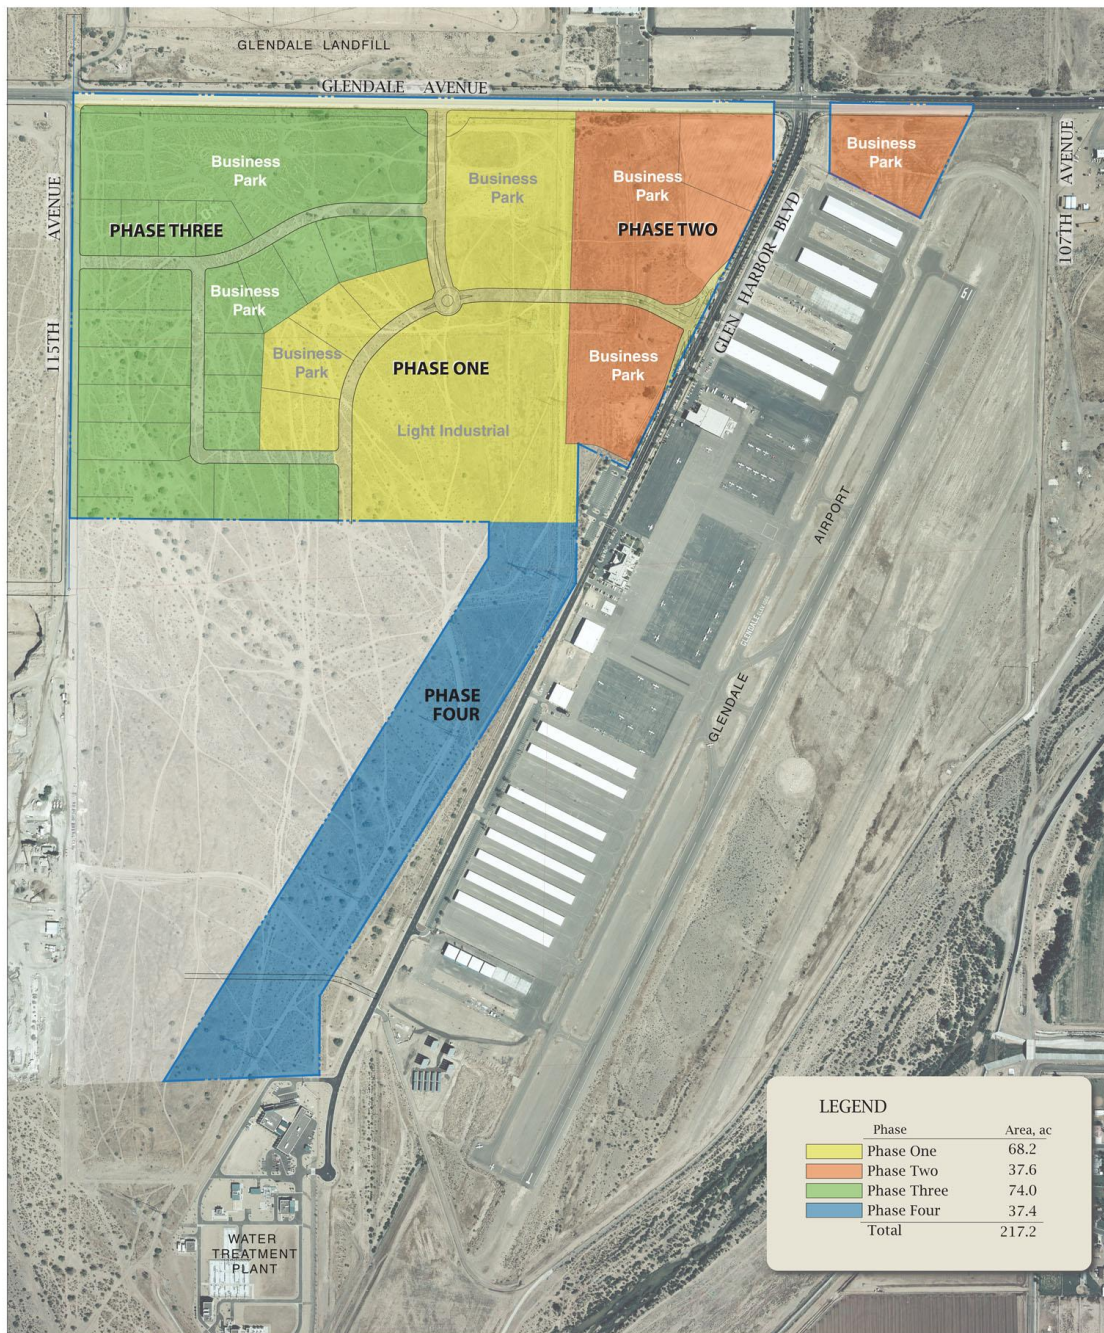 GLENDALE LANDFILL
GLENDALE AVENUE
115TH AVENUE
107TH AVENUE
GLEN HARBOR BLVD
Business
Park
Business
Park
Business
Park
Business
Park
PHASE THREE
PHASE TWO
Business
Park
Business
Park
Business
Park
PHASE ONE
Light Industrial
AIRPORT
GLENDALE
PHASE
FOUR
WATER
TREATMENT
PLANT
LEGEND
Phase Area, ac
Phase One 68.2
Phase Two 37.6
Phase Three 74.0
Phase Four 37.4
Total 217.2